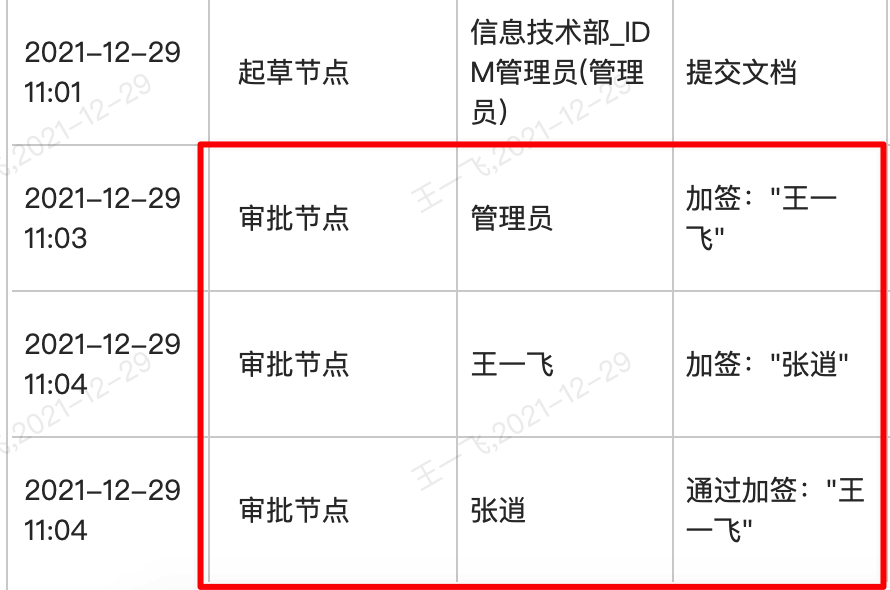 2021-12-29
11:01
起草节点
信息技术部_ID
M管理员(管理
员)
提交文档
2021-12-29
11:03
审批节点
管理员
加签："王一
飞"
2021-12-29
11:04
审批节点
王一飞
加签："张逍"
2021-12-29
11:04
审批节点
张逍
通过加签："王
一飞"
飞,2021-12-29
王一飞,2021-12-29
飞,2021-12-29
王一飞,2021-12-29